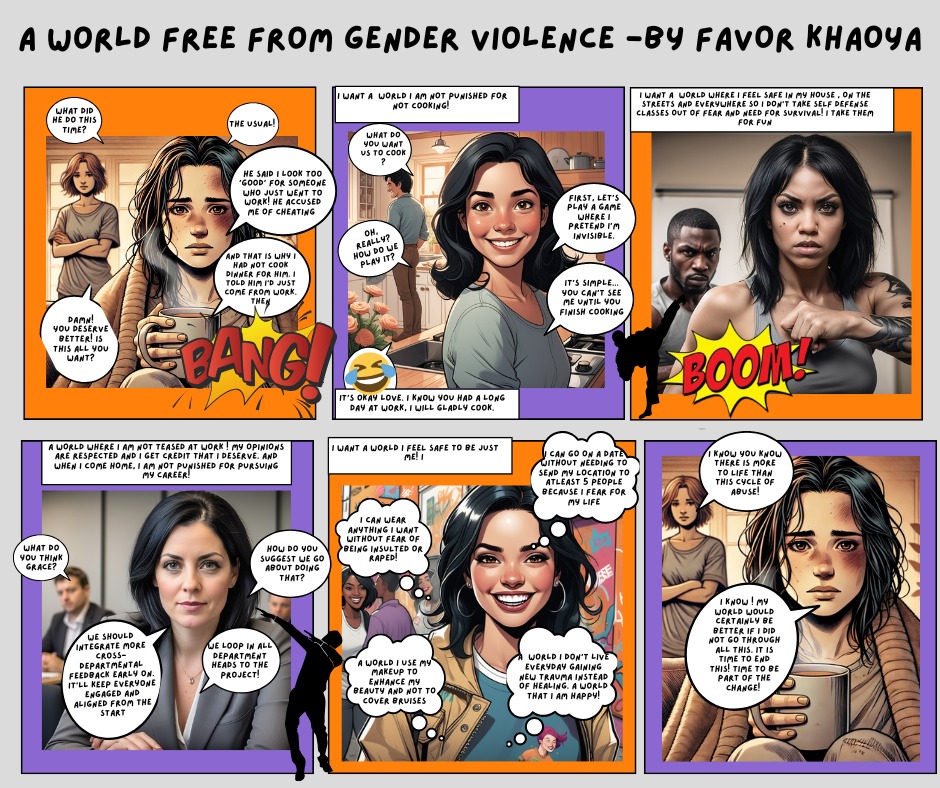 A WORLD FREE FROM GENDER VIOLENCE -BY FAVOR KHAOYA
WHAT DID
HE DO THIS
TIME?
THE USUAL!
HE SAID I LOOK TOO
'GOOD' FOR SOMEONE
WHO JUST WENT TO
WORK! HE ACCUSED
ME OF CHEATING
AND THAT IS WHY I
HAD NOT COOK
DINNER FOR HIM. I
TOLD HIM I'D JUST
COME FROM WORK.
THEN
DAMN!
YOU DESERVE
BETTER! IS
THIS ALL YOU
WANT?
BANG!
I WANT A WORLD I AM NOT PUNISHED FOR
NOT COOKING!
WHAT DO
YOU WANT
US TO COOK
?
FIRST, LET'S
PLAY A GAME
WHERE I
PRETEND I'M
INVISIBLE.
OH,
REALLY?
HOW DO WE
PLAY IT?
IT'S SIMPLE...
YOU CAN'T SEE
ME UNTIL YOU
FINISH COOKING
IT'S OKAY LOVE. I KNOW YOU HAD A LONG
DAY AT WORK, I WILL GLADLY COOK.
I WANT A WORLD WHERE I FEEL SAFE IN MY HOUSE , ON THE
STREETS AND EVERYWHERE SO I DON'T TAKE SELF DEFENSE
CLASSES OUT OF FEAR AND NEED FOR SURVIVAL! I TAKE THEM
FOR FUN
BOOM!
A WORLD WHERE I AM NOT TEASED AT WORK ! MY OPINIONS
ARE RESPECTED AND I GET CREDIT THAT I DESERVE. AND
WHEN I COME HOME, I AM NOT PUNISHED FOR PURSUING
MY CAREER!
WHAT DO
YOU THINK
GRACE?
HOW DO YOU
SUGGEST WE GO
ABOUT DOING
THAT?
WE SHOULD
INTEGRATE MORE
CROSS-
DEPARTMENTAL
FEEDBACK EARLY ON.
IT'LL KEEP EVERYONE
ENGAGED AND
ALIGNED FROM THE
START
WE LOOP IN ALL
DEPARTMENT
HEADS TO THE
PROJECT!
I WANT A WORLD I FEEL SAFE TO BE JUST
ME! I
I CAN GO ON A DATE
WITHOUT NEEDING TO
SEND MY LOCATION TO
ATLEAST 5 PEOPLE
BECAUSE I FEAR FOR
MY LIFE
I CAN WEAR
ANYTHING I WANT
WITHOUT FEAR OF
BEING INSULTED OR
RAPED!
A WORLD I USE MY
MAKEUP TO
ENHANCE MY
BEAUTY AND NOT TO
COVER BRUISES
A WORLD I DON'T LIVE
EVERYDAY GAINING
NEW TRAUMA INSTEAD
OF HEALING. A WORLD
THAT I AM HAPPY!
I KNOW YOU KNOW
THERE IS MORE
TO LIFE THAN
THIS CYCLE OF
ABUSE!
I KNOW ! MY
WORLD WOULD
CERTAINLY BE
BETTER IF I DID
NOT GO THROUGH
ALL THIS. IT IS
TIME TO END
THIS! TIME TO BE
PART OF THE
CHANGE!